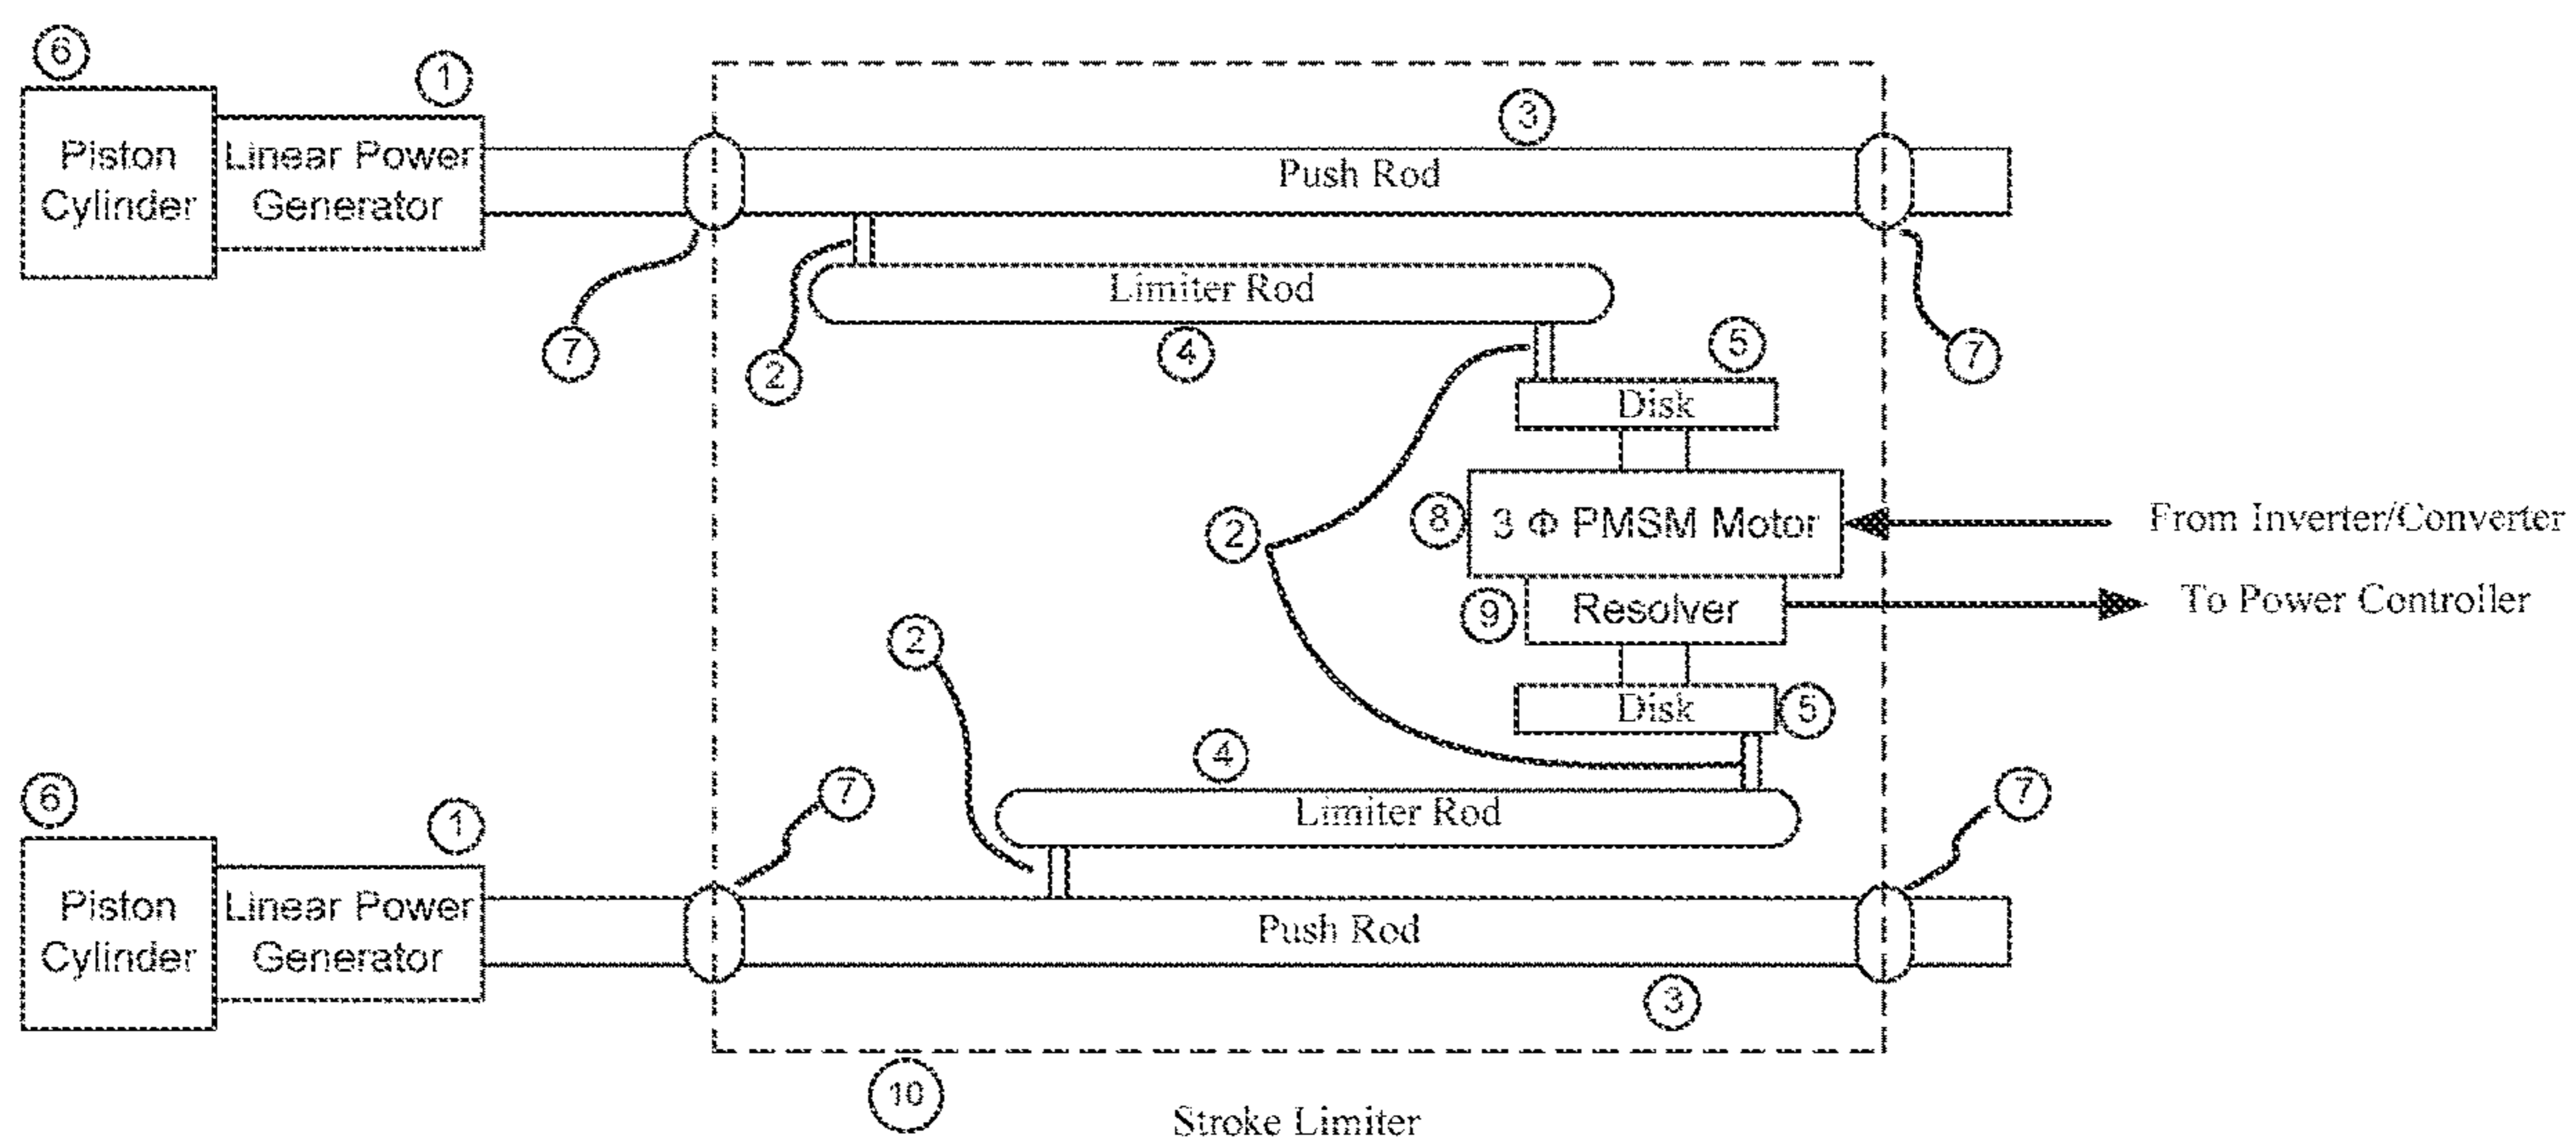 6
1
3
Piston
Cylinder
Linear Power
Generator
Push Rod
Limiter Rod
7
2
4
5
7
Disk
2
8
3 Φ PMSM Motor
From Inverter/Converter
9
Resolver
To Power Controller
2
Disk
5
4
6
1
7
7
Limiter Rod
Piston
Cylinder
Linear Power
Generator
Push Rod
3
10
Stroke Limiter